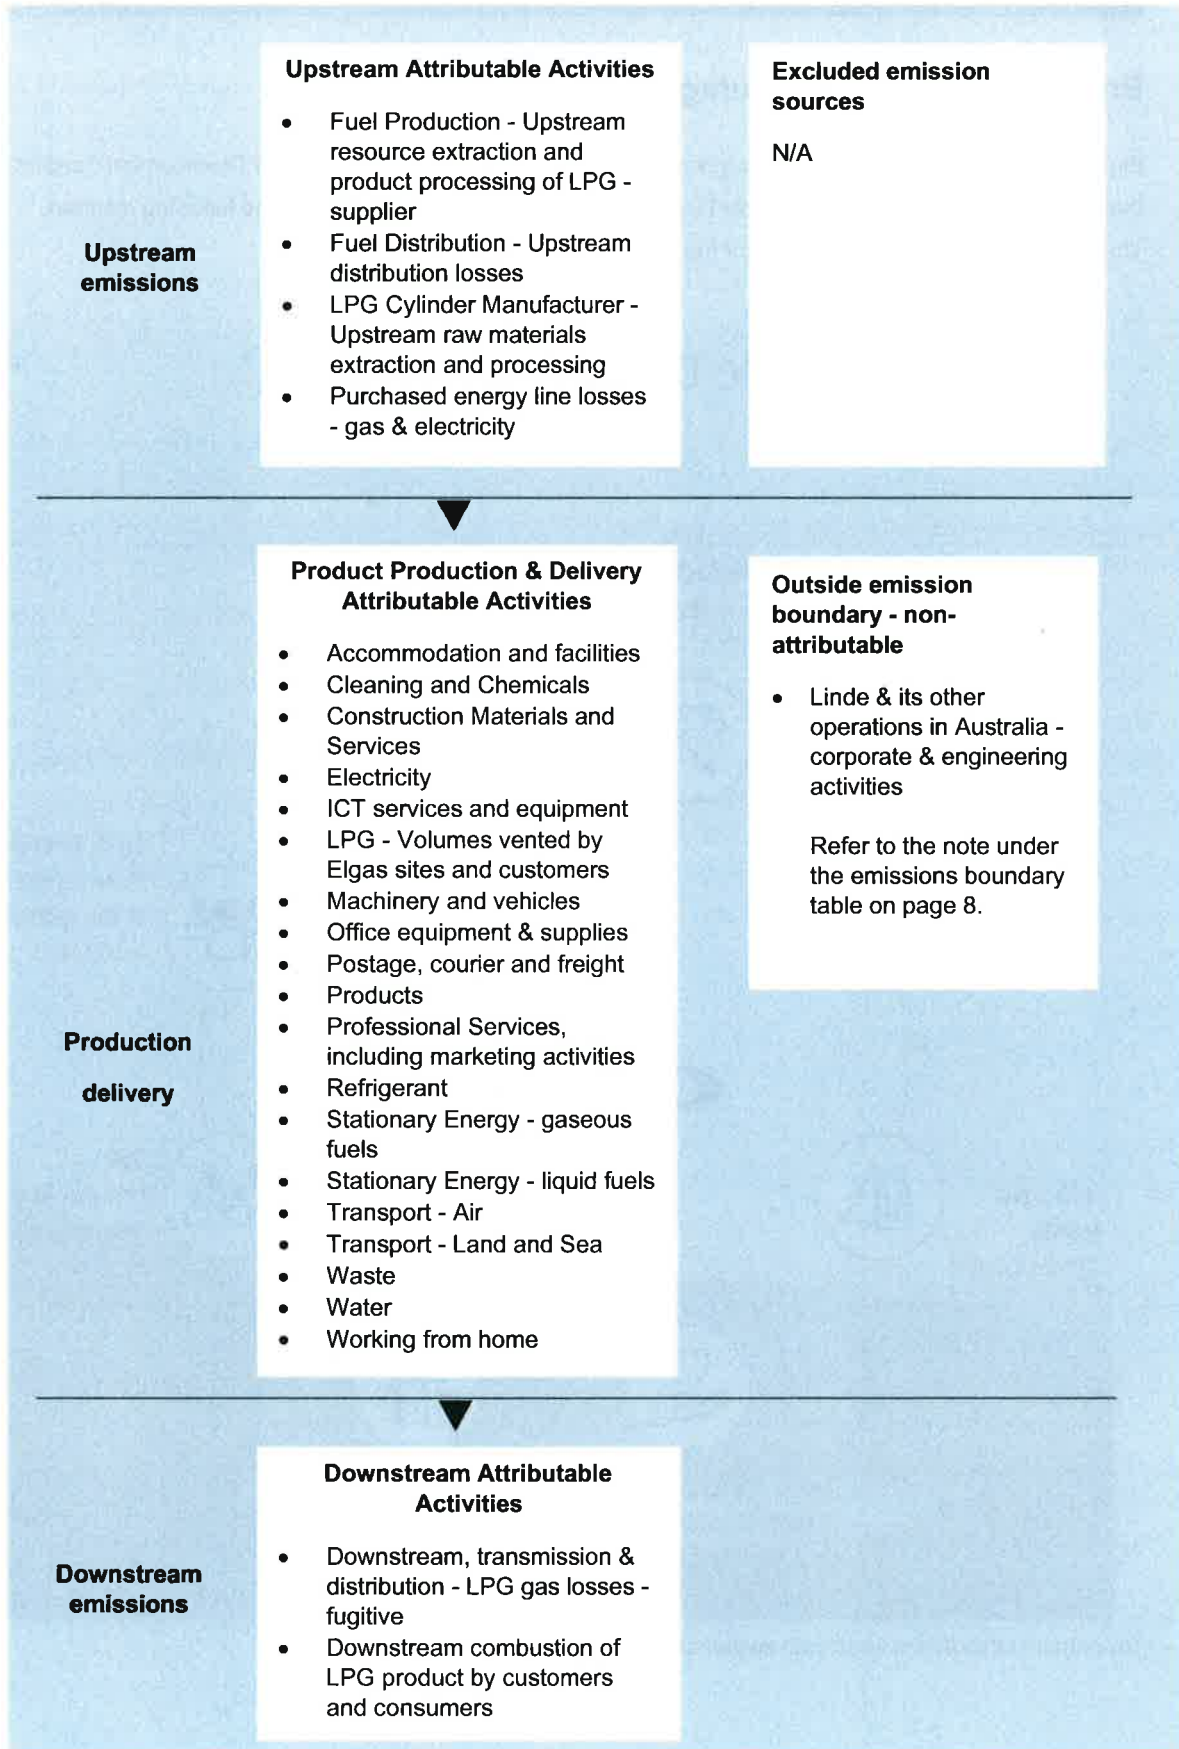 Upstream
emissions
Upstream Attributable Activities
• Fuel Production - Upstream
resource extraction and
product processing of LPG -
supplier
• Fuel Distribution - Upstream
distribution losses
• LPG Cylinder Manufacturer -
Upstream raw materials
extraction and processing
• Purchased energy line losses
- gas & electricity
Excluded emission
sources
N/A
Production
delivery
Product Production & Delivery
Attributable Activities
• Accommodation and facilities
• Cleaning and Chemicals
• Construction Materials and
Services
• Electricity
• ICT services and equipment
• LPG - Volumes vented by
Elgas sites and customers
• Machinery and vehicles
• Office equipment & supplies
• Postage, courier and freight
• Products
• Professional Services,
including marketing activities
• Refrigerant
• Stationary Energy - gaseous
fuels
• Stationary Energy - liquid fuels
• Transport - Air
• Transport - Land and Sea
• Waste
• Water
• Working from home
Outside emission
boundary - non-
attributable
• Linde & its other
operations in Australia -
corporate & engineering
activities
Refer to the note under
the emissions boundary
table on page 8.
Downstream
emissions
Downstream Attributable
Activities
• Downstream, transmission &
distribution - LPG gas losses -
fugitive
• Downstream combustion of
LPG product by customers
and consumers